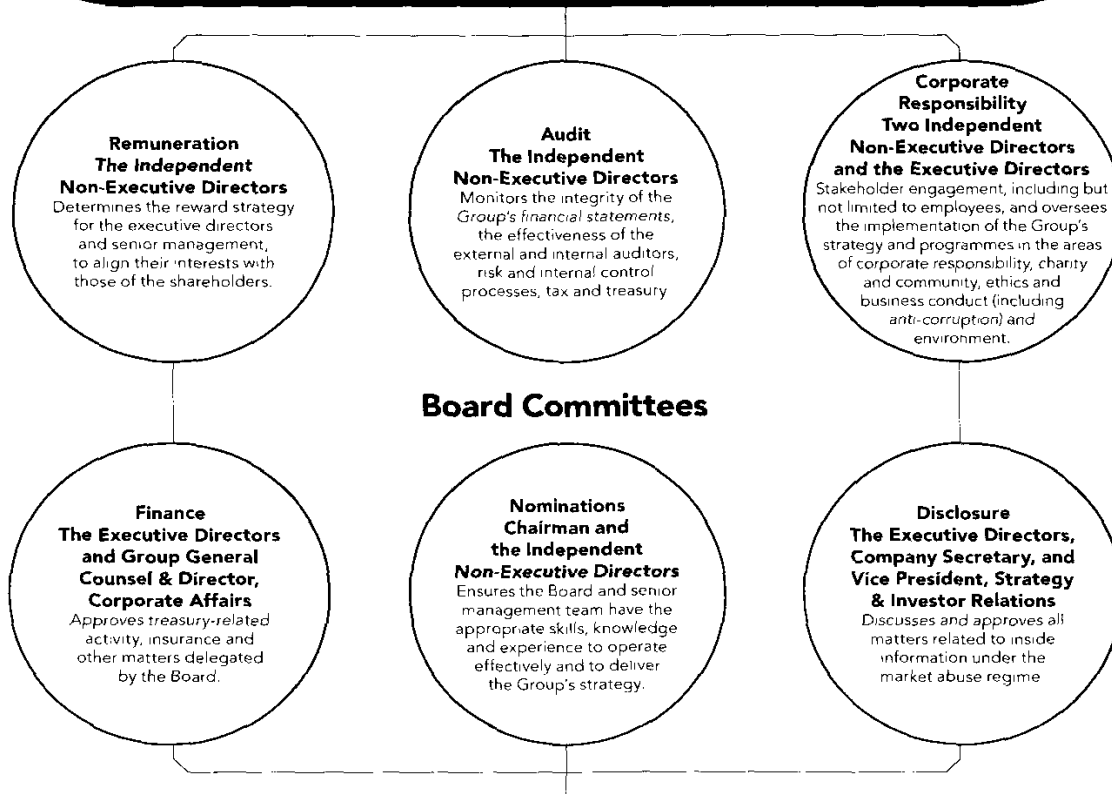 Remuneration
The Independent
Non-Executive Directors
Determines the reward strategy
for the executive directors
and senior management,
to align their interests with
those of the shareholders.
Audit
The Independent
Non-Executive Directors
Monitors the integrity of the
Group's financial statements,
the effectiveness of the
external and internal auditors,
risk and internal control
processes, tax and treasury
Corporate
Responsibility
Two Independent
Non-Executive Directors
and the Executive Directors
Stakeholder engagement, including but
not limited to employees, and oversees
the implementation of the Group's
strategy and programmes in the areas
of corporate responsibility, charity
and community, ethics and
business conduct (including
anti-corruption) and
environment.
Board Committees
Finance
The Executive Directors
and Group General
Counsel & Director,
Corporate Affairs
Approves treasury-related
activity, insurance and
other matters delegated
by the Board.
Nominations
Chairman and
the Independent
Non-Executive Directors
Ensures the Board and senior
management team have the
appropriate skills, knowledge
and experience to operate
effectively and to deliver
the Group's strategy.
Disclosure
The Executive Directors,
Company Secretary, and
Vice President, Strategy
& Investor Relations
Discusses and approves all
matters related to inside
information under the
market abuse regime